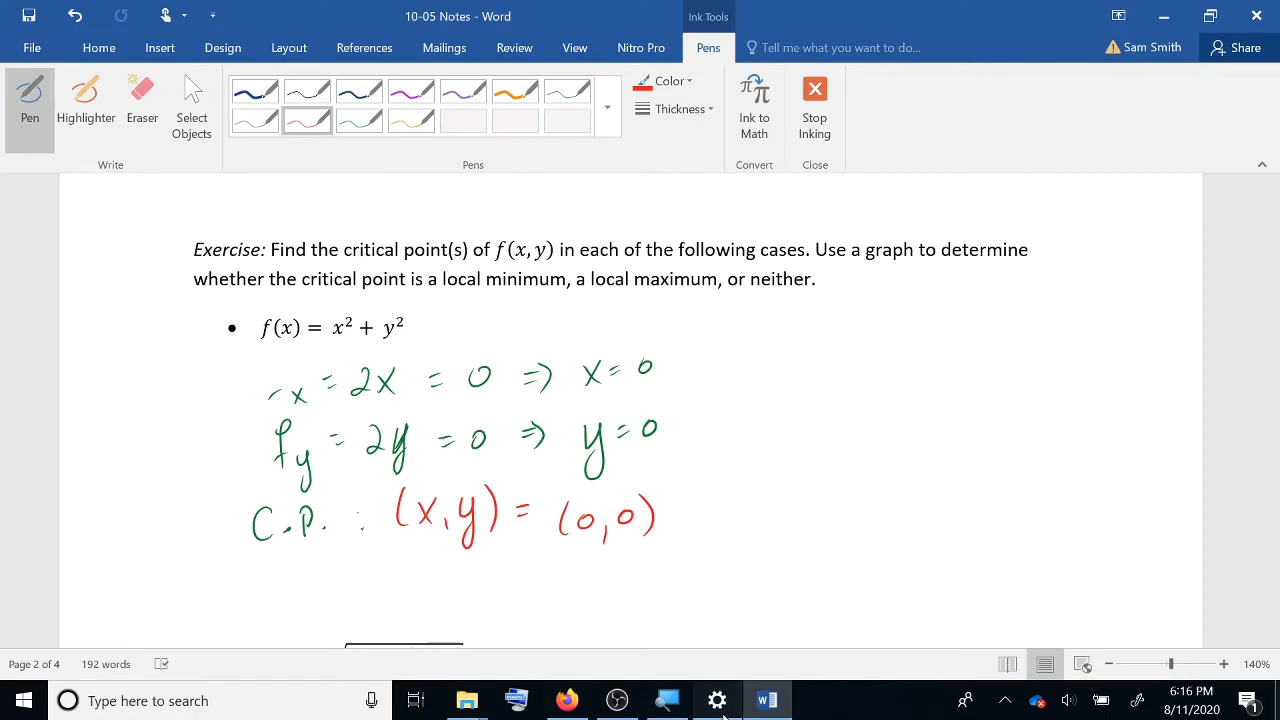 10-05 Notes - Word
Ink Tools
File Home Insert Design Layout References Mailings Review View Nitro Pro Pens Tell me what you want to do... Sam Smith Share
Pen Highlighter Eraser Select Objects
Color
Thickness
Ink to Math
Stop Inking
Write Pens Convert Close
Exercise: Find the critical point(s) of f(x, y) in each of the following cases. Use a graph to determine
whether the critical point is a local minimum, a local maximum, or neither.
• f(x) = x² + y²
x = 2x = 0 ⇒ x = 0
f_y = 2y = 0 ⇒ y = 0
C.P. : (x, y) = (0, 0)
Page 2 of 4 192 words 140%
Type here to search
6:16 PM
8/11/2020